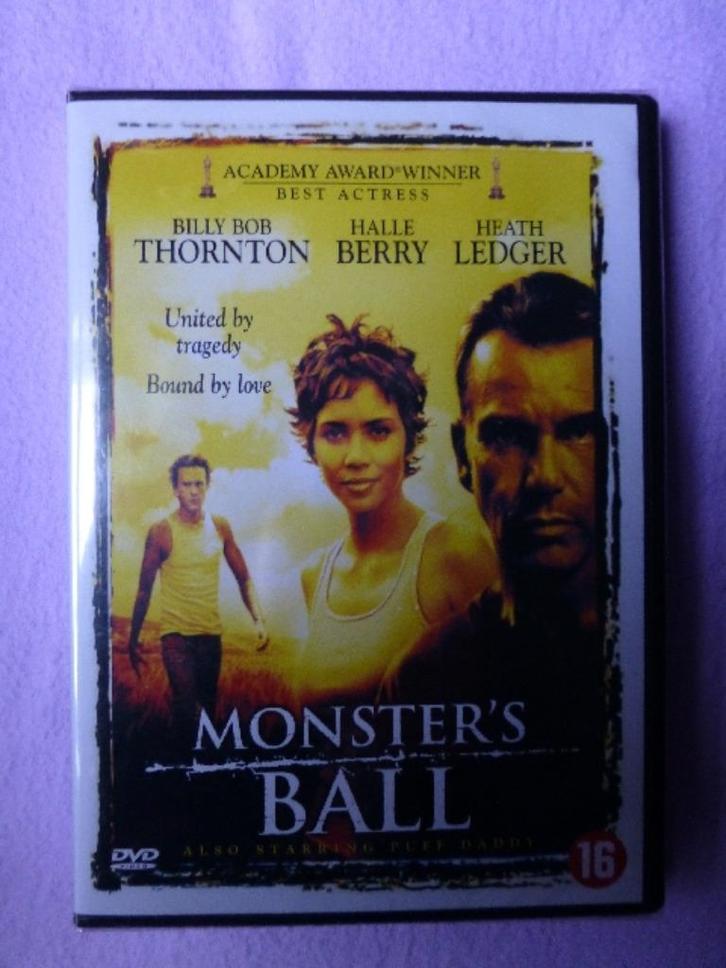 ACADEMY AWARD®WINNER
BEST ACTRESS
BILLY BOB THORNTON
HALLE BERRY
HEATH LEDGER
United by
tragedy
Bound by love
MONSTER'S
BALL
ALSO STARRING PUFF DADDY
DVD
VIDEO
16